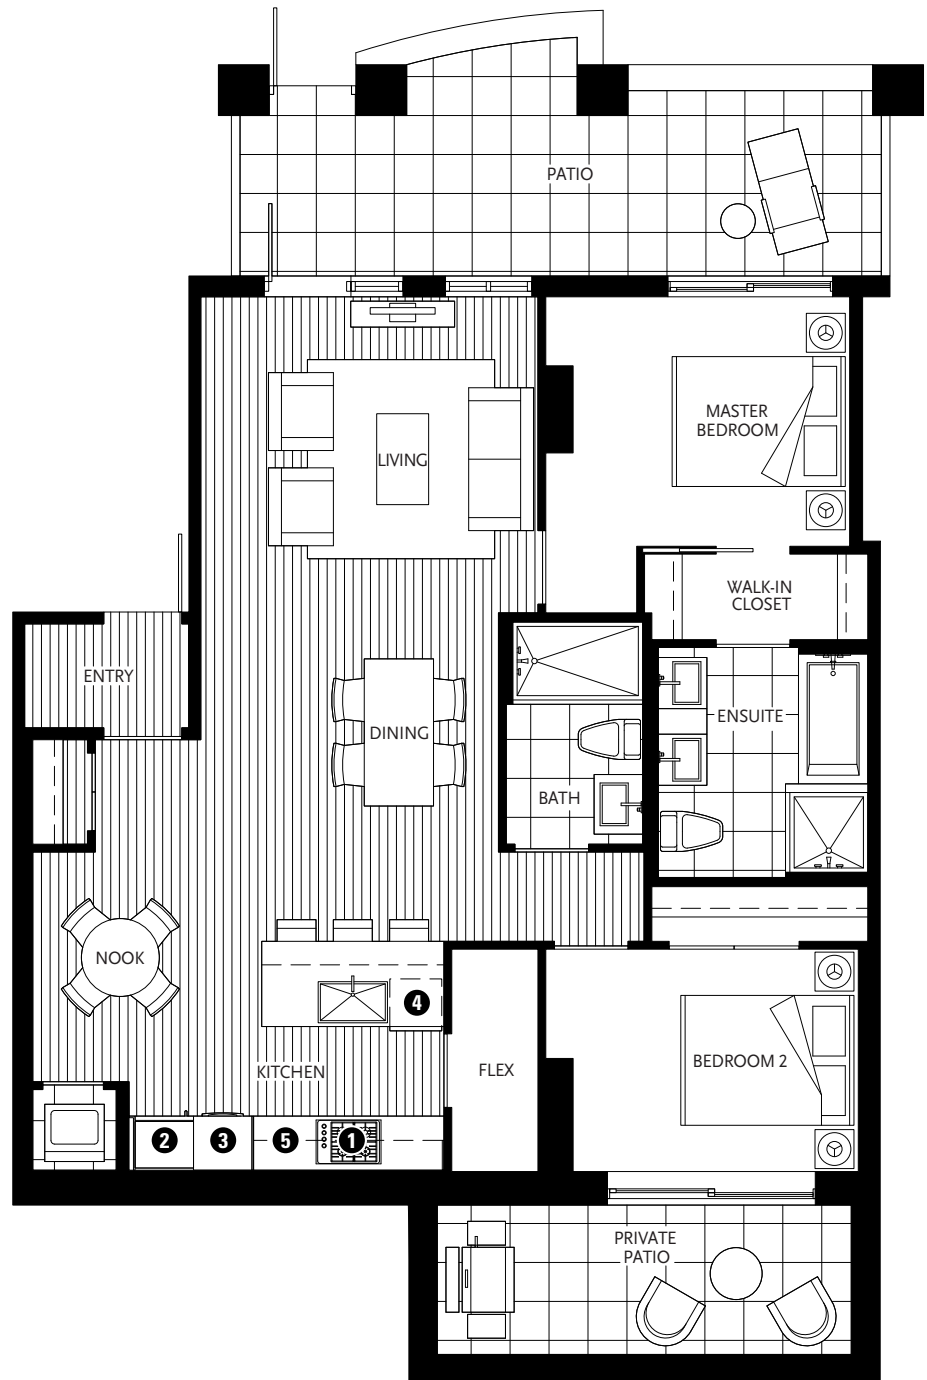 PATIO
MASTER
BEDROOM
LIVING
WALK-IN
CLOSET
ENTRY
ENSUITE
DINING
BATH
NOOK
4
KITCHEN
FLEX
BEDROOM 2
2
3
5
1
PRIVATE
PATIO